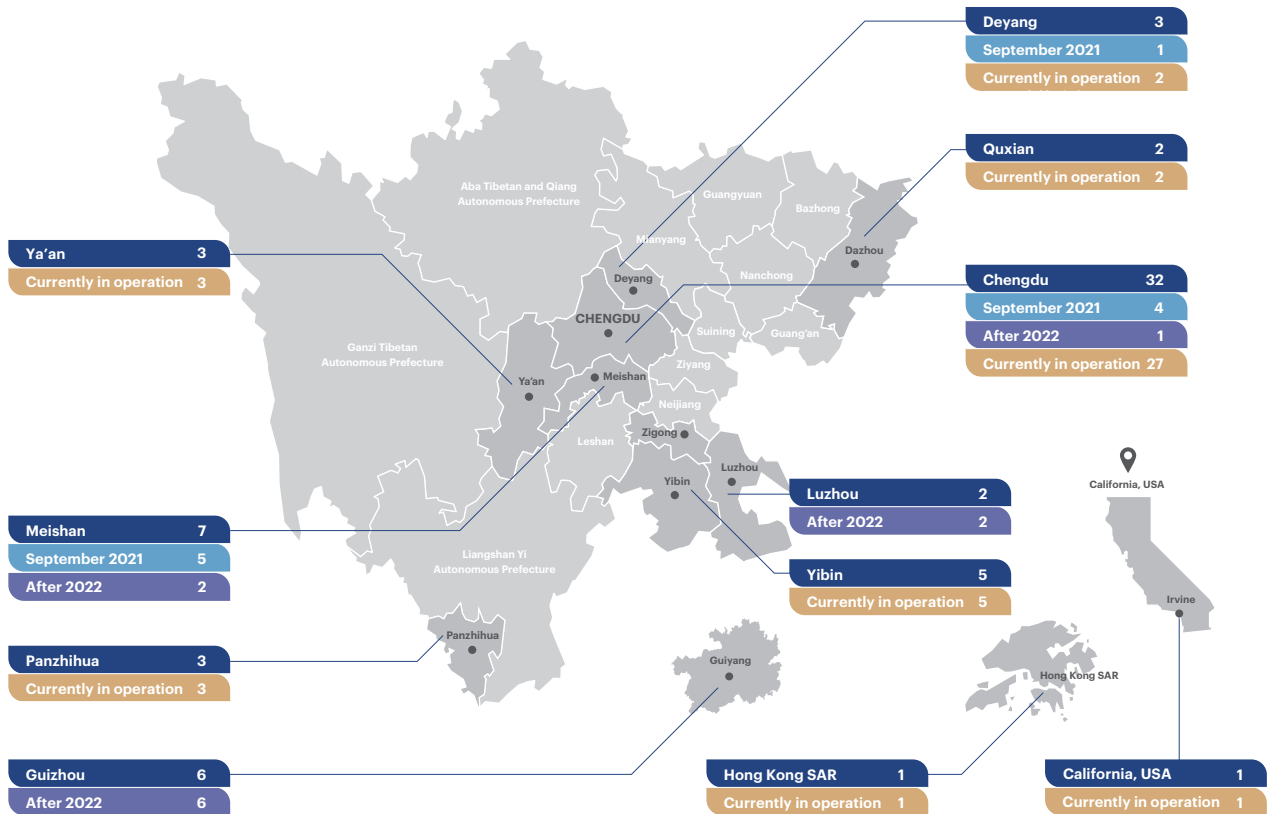 Deyang 3
September 2021 1
Currently in operation 2
Quxian 2
Currently in operation 2
Aba Tibetan and Qiang
Autonomous Prefecture
Guangyuan
Bazhong
Mianyang
Dazhou
Ya'an 3
Currently in operation 3
Deyang
Nanchong
Chengdu 32
September 2021 4
After 2022 1
Currently in operation 27
CHENGDU
Suining
Guang'an
Ganzi Tibetan
Autonomous Prefecture
Ziyang
Ya'an
Meishan
Neijiang
Zigong
Leshan
Luzhou
Yibin
California, USA
Luzhou 2
After 2022 2
Meishan 7
September 2021 5
After 2022 2
Liangshan Yi
Autonomous Prefecture
Yibin 5
Currently in operation 5
Irvine
Panzhihua
Panzhihua 3
Currently in operation 3
Guiyang
Hong Kong SAR
Guizhou 6
After 2022 6
Hong Kong SAR 1
Currently in operation 1
California, USA 1
Currently in operation 1